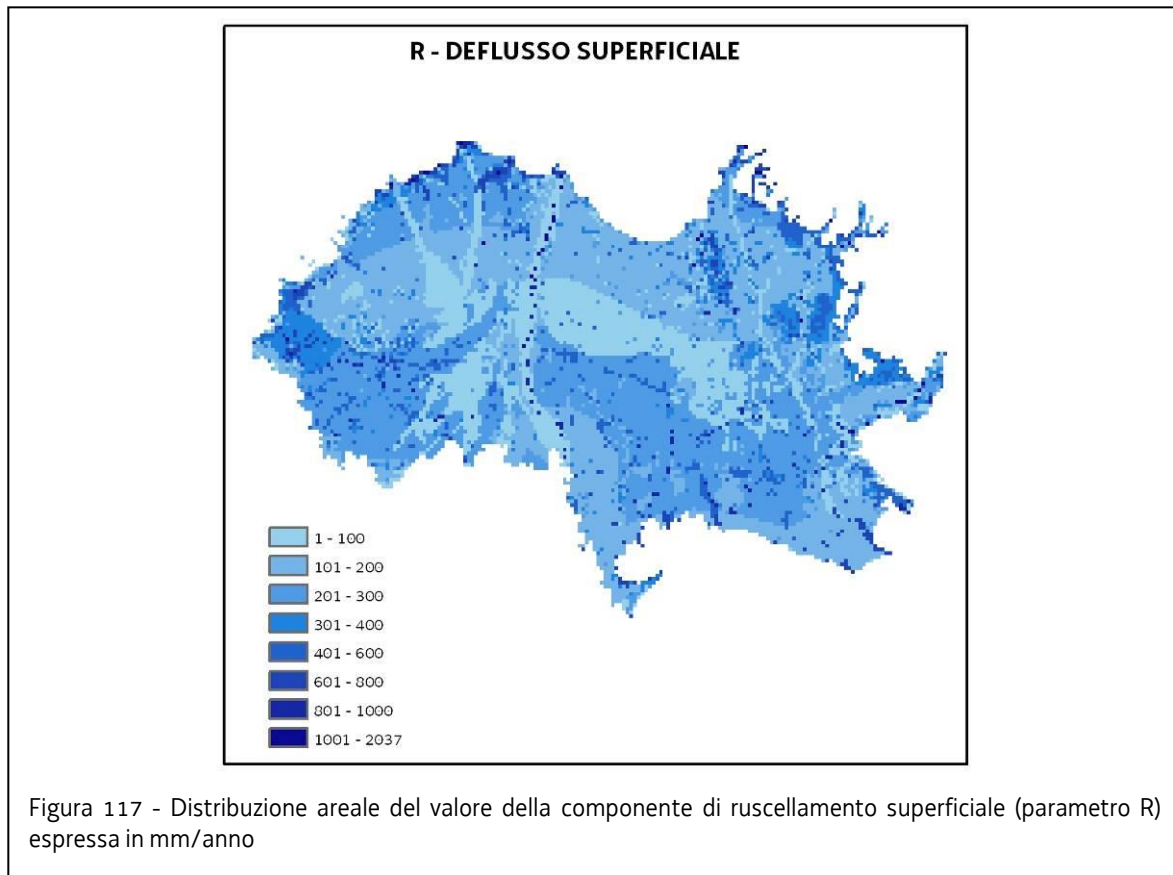 R - DEFLUSSO SUPERFICIALE
1 - 100
101 - 200
201 - 300
301 - 400
401 - 600
601 - 800
801 - 1000
1001 - 2037
Figura 117 - Distribuzione areale del valore della componente di ruscellamento superficiale (parametro R)
espressa in mm/anno